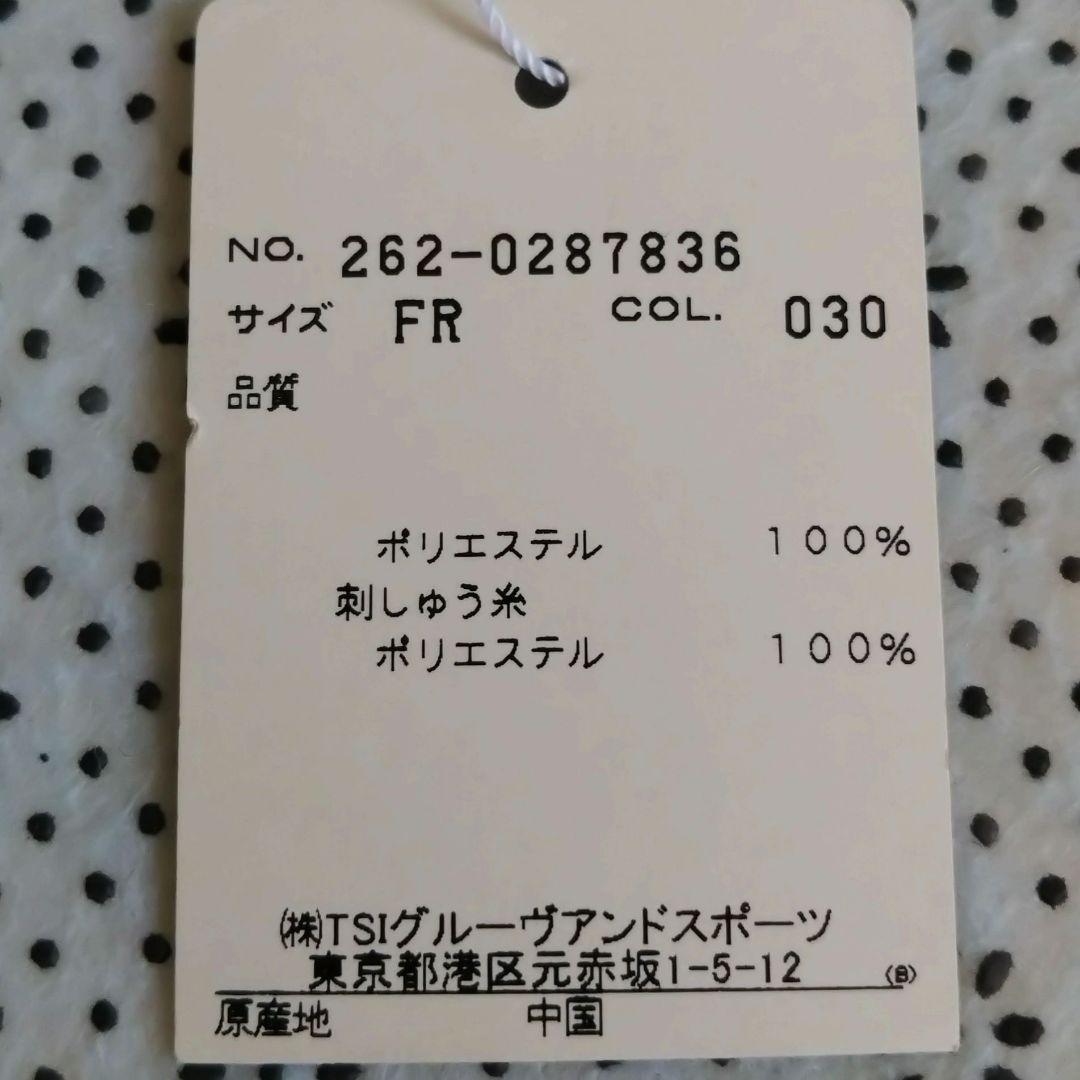 NO. 262-0287836
サイズ FR COL. 030
品質
ポリエステル 100%
刺しゅう糸
ポリエステル 100%
㈱TSIグルーヴアンドスポーツ
東京都港区元赤坂1-5-12
原産地 中国